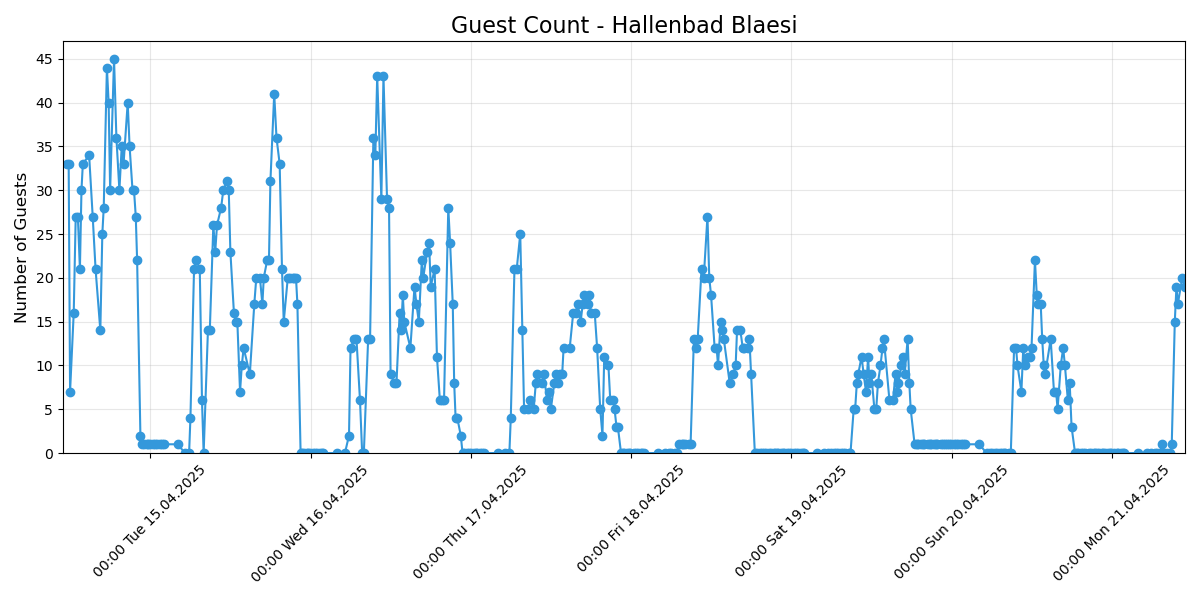 Guest Count - Hallenbad Blaesi
Number of Guests
45
40
35
30
25
20
15
10
5
0
00:00 Tue 15.04.2025
00:00 Wed 16.04.2025
00:00 Thu 17.04.2025
00:00 Fri 18.04.2025
00:00 Sat 19.04.2025
00:00 Sun 20.04.2025
00:00 Mon 21.04.2025